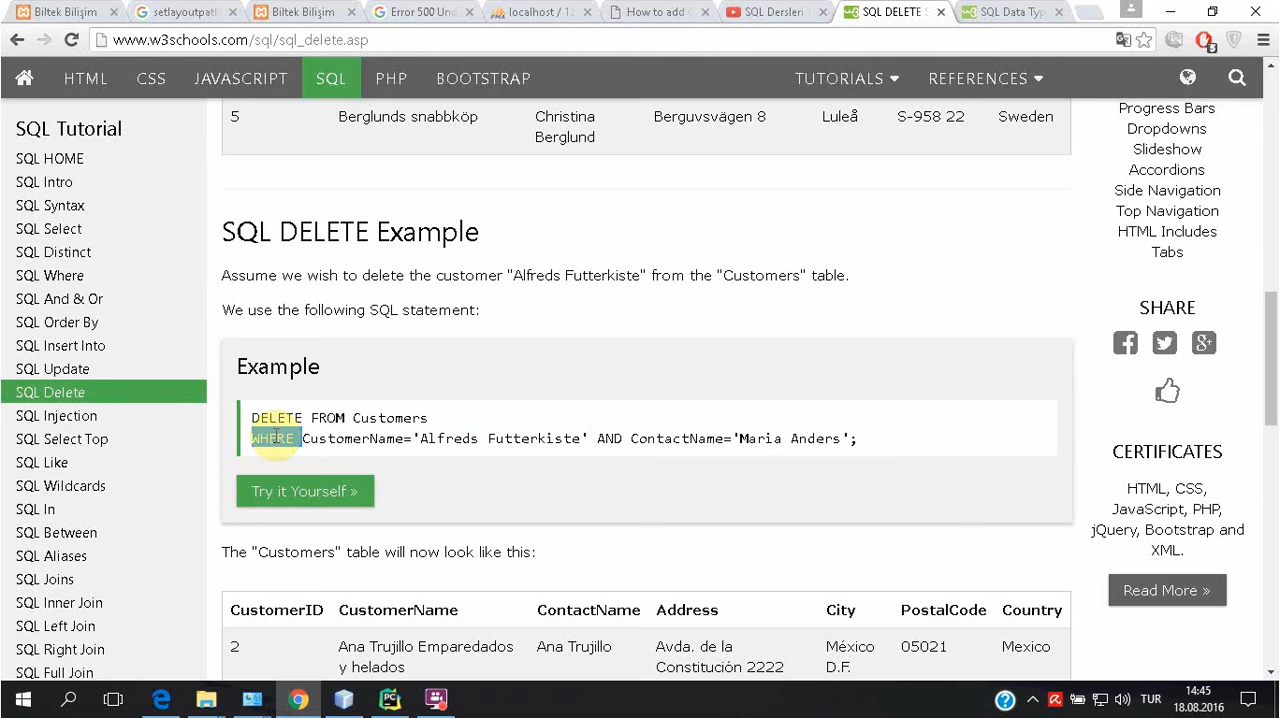 Biltek Bilişim
setlayoutpat
Biltek Bilişim
Error 500 Un
localhost / 12
How to add
SQL Dersleri
SQL DELETE S
SQL Data Typ
www.w3schools.com/sql/sql_delete.asp
HTML CSS JAVASCRIPT SQL PHP BOOTSTRAP TUTORIALS REFERENCES
SQL Tutorial
SQL HOME
SQL Intro
SQL Syntax
SQL Select
SQL Distinct
SQL Where
SQL And & Or
SQL Order By
SQL Insert Into
SQL Update
SQL Delete
SQL Injection
SQL Select Top
SQL Like
SQL Wildcards
SQL In
SQL Between
SQL Aliases
SQL Joins
SQL Inner Join
SQL Left Join
SQL Right Join
SQL Full Join
5 Berglunds snabbköp Christina Berguvsvägen 8 Luleå S-958 22 Sweden
Berglund
SQL DELETE Example
Assume we wish to delete the customer "Alfreds Futterkiste" from the "Customers" table.
We use the following SQL statement:
Example
DELETE FROM Customers
WHERE CustomerName='Alfreds Futterkiste' AND ContactName='Maria Anders';
Try it Yourself »
The "Customers" table will now look like this:
CustomerID CustomerName ContactName Address City PostalCode Country
2 Ana Trujillo Emparedados Ana Trujillo Avda. de la México 05021 Mexico
y helados Constitución 2222 D.F.
Progress Bars
Dropdowns
Slideshow
Accordions
Side Navigation
Top Navigation
HTML Includes
Tabs
SHARE
CERTIFICATES
HTML, CSS,
JavaScript, PHP,
jQuery, Bootstrap and
XML.
Read More »
TUR
14:45
18.08.2016